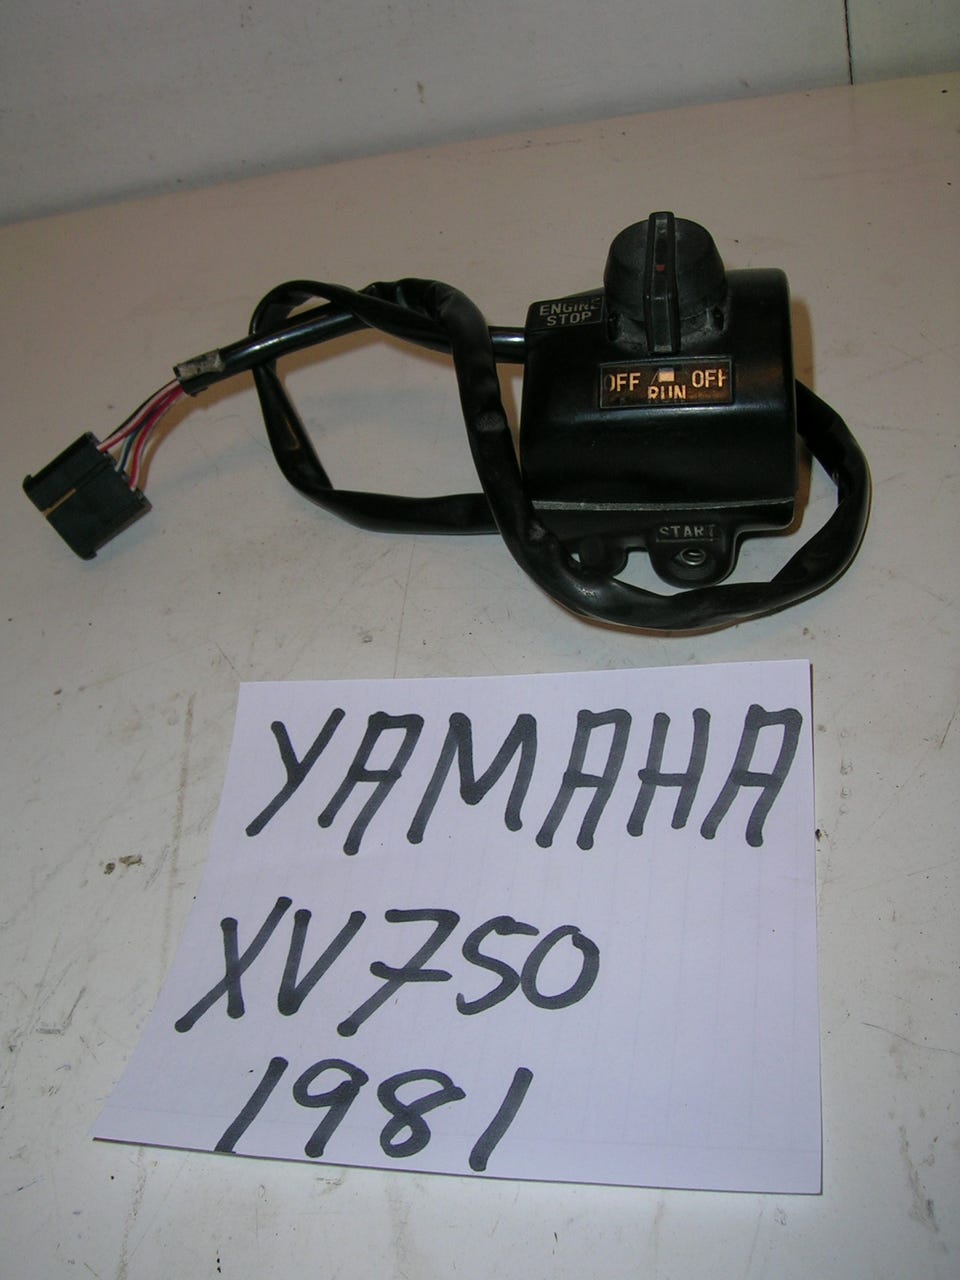 ENGINE
STOP
OFF OFF
RUN
START
YAMAHA
XV750
1981